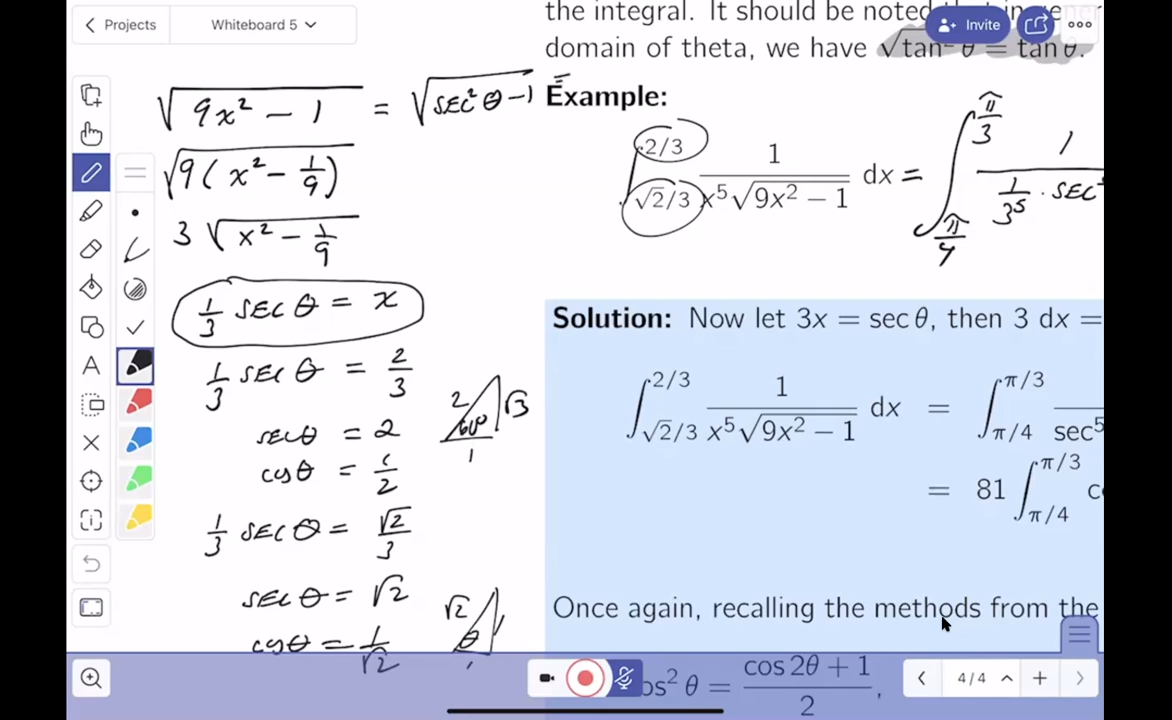 Projects
Whiteboard 5
Invite
the integral. It should be noted
domain of theta, we have √tan² θ = tan θ.
Example:
∫_{√2/3}^{2/3} 1/(x⁵√(9x² − 1)) dx = ∫_{π/4}^{π/3} 1/(1/3⁵ · SEC
√(9x² − 1) = √(SEC²θ − 1)
√(9(x² − 1/9))
3√(x² − 1/9)
1/3 SEC θ = x
1/3 SEC θ = 2/3
SEC θ = 2
cos θ = 1/2
2 √3 60° 1
1/3 SEC θ = √2/3
SEC θ = √2
cos θ = 1/√2
√2 1 θ 1
Solution: Now let 3x = sec θ, then 3 dx =
∫_{√2/3}^{2/3} 1/(x⁵√(9x² − 1)) dx = ∫_{π/4}^{π/3} sec⁵
= 81 ∫_{π/4}^{π/3} c
Once again, recalling the methods from the
os² θ = (cos 2θ + 1)/2,
4/4